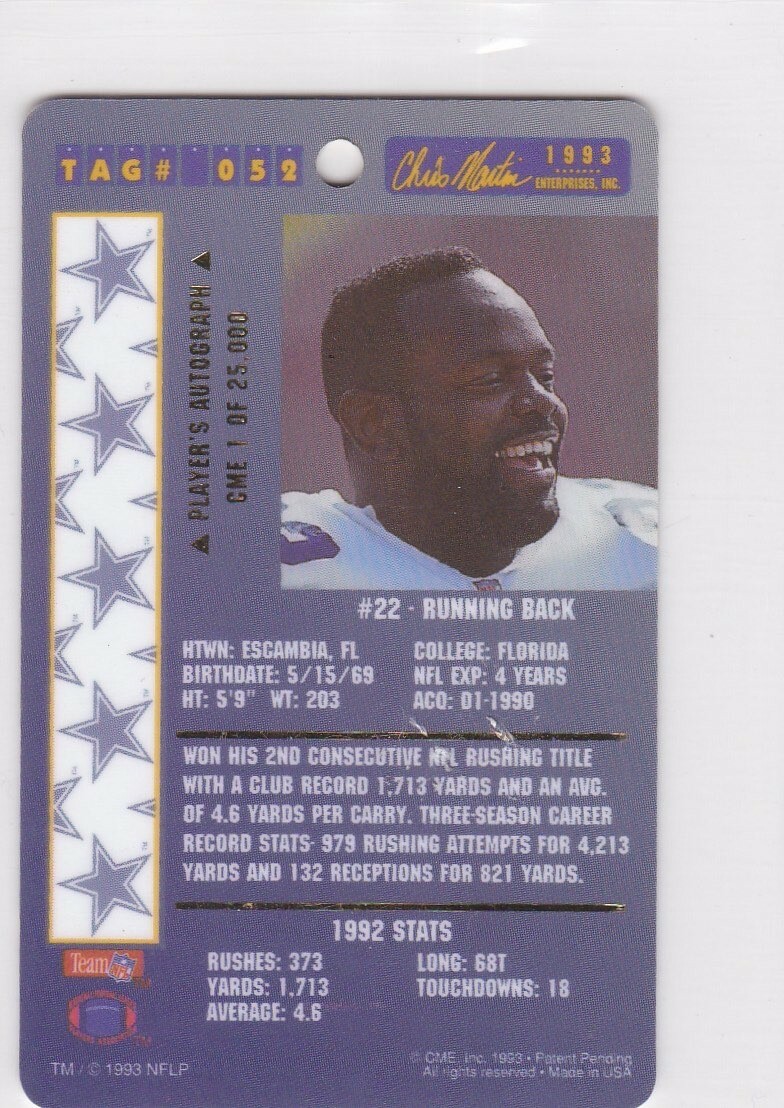 TAG# 052
Chris Martin 1993
ENTERPRISES, INC.
▲ PLAYER'S AUTOGRAPH ▲
CME 1 OF 25,000
#22 - RUNNING BACK
HTWN: ESCAMBIA, FL
BIRTHDATE: 5/15/69
HT: 5'9" WT: 203
COLLEGE: FLORIDA
NFL EXP: 4 YEARS
ACQ: D1-1990
WON HIS 2ND CONSECUTIVE NFL RUSHING TITLE
WITH A CLUB RECORD 1,713 YARDS AND AN AVG.
OF 4.6 YARDS PER CARRY. THREE-SEASON CAREER
RECORD STATS- 979 RUSHING ATTEMPTS FOR 4,213
YARDS AND 132 RECEPTIONS FOR 821 YARDS.
1992 STATS
RUSHES: 373
YARDS: 1,713
AVERAGE: 4.6
LONG: 68T
TOUCHDOWNS: 18
Team NFL
TM / © 1993 NFLP
© CME, Inc. 1993 • Patent Pending
All rights reserved • Made in USA